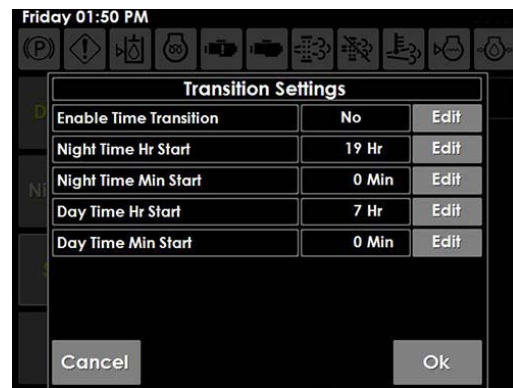 Friday 01:50 PM
(P)
Transition Settings
Enable Time Transition No Edit
Night Time Hr Start 19 Hr Edit
Night Time Min Start 0 Min Edit
Day Time Hr Start 7 Hr Edit
Day Time Min Start 0 Min Edit
D
Ni
S
Cancel Ok